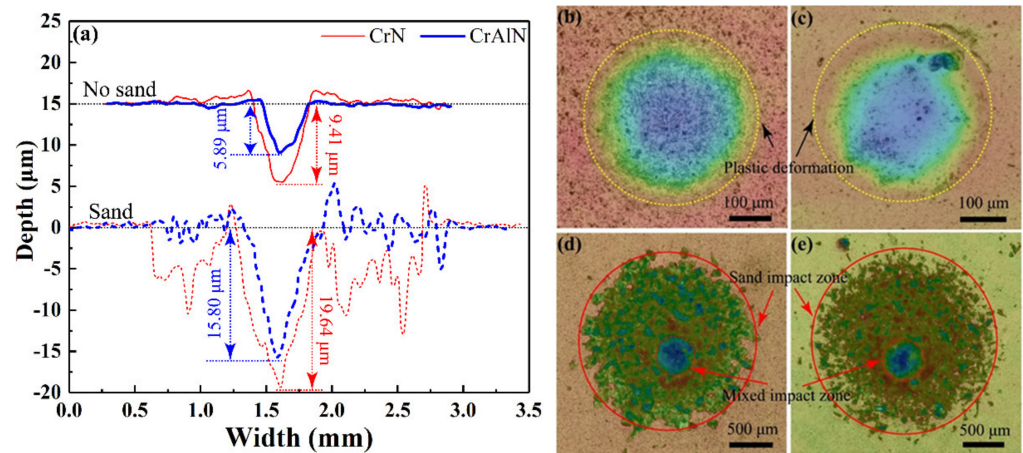 (a)
CrN
CrAlN
No sand
5.89 μm
9.41 μm
Sand
15.80 μm
19.64 μm
Depth (μm)
25
20
15
10
5
0
-5
-10
-15
-20
0.0 0.5 1.0 1.5 2.0 2.5 3.0 3.5
Width (mm)
(b)
(c)
Plastic deformation
100 μm
100 μm
(d)
(e)
Sand impact zone
Mixed impact zone
500 μm
500 μm